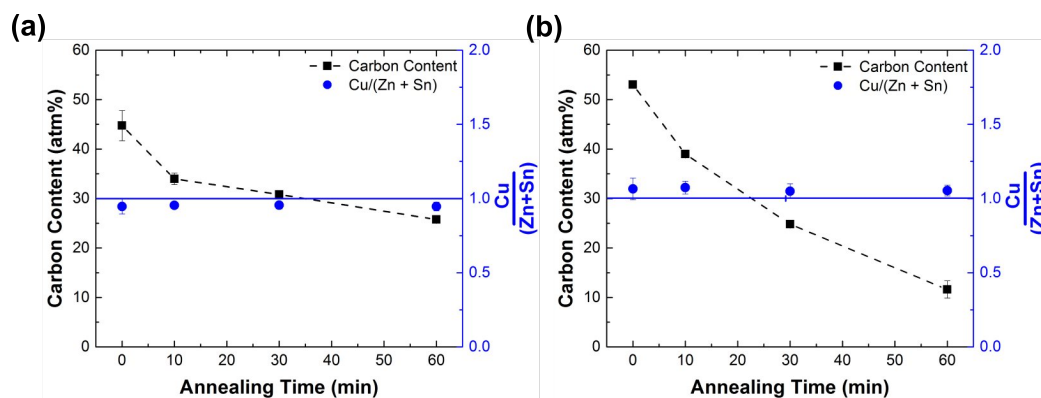 (a)
60
50
40
30
20
10
0
Carbon Content (atm%)
Carbon Content
Cu/(Zn + Sn)
2.0
1.5
1.0
0.5
0.0
Cu
(Zn+Sn)
0 10 20 30 40 50 60
Annealing Time (min)
(b)
60
50
40
30
20
10
0
Carbon Content (atm%)
Carbon Content
Cu/(Zn + Sn)
2.0
1.5
1.0
0.5
0.0
Cu
(Zn+Sn)
0 10 20 30 40 50 60
Annealing Time (min)